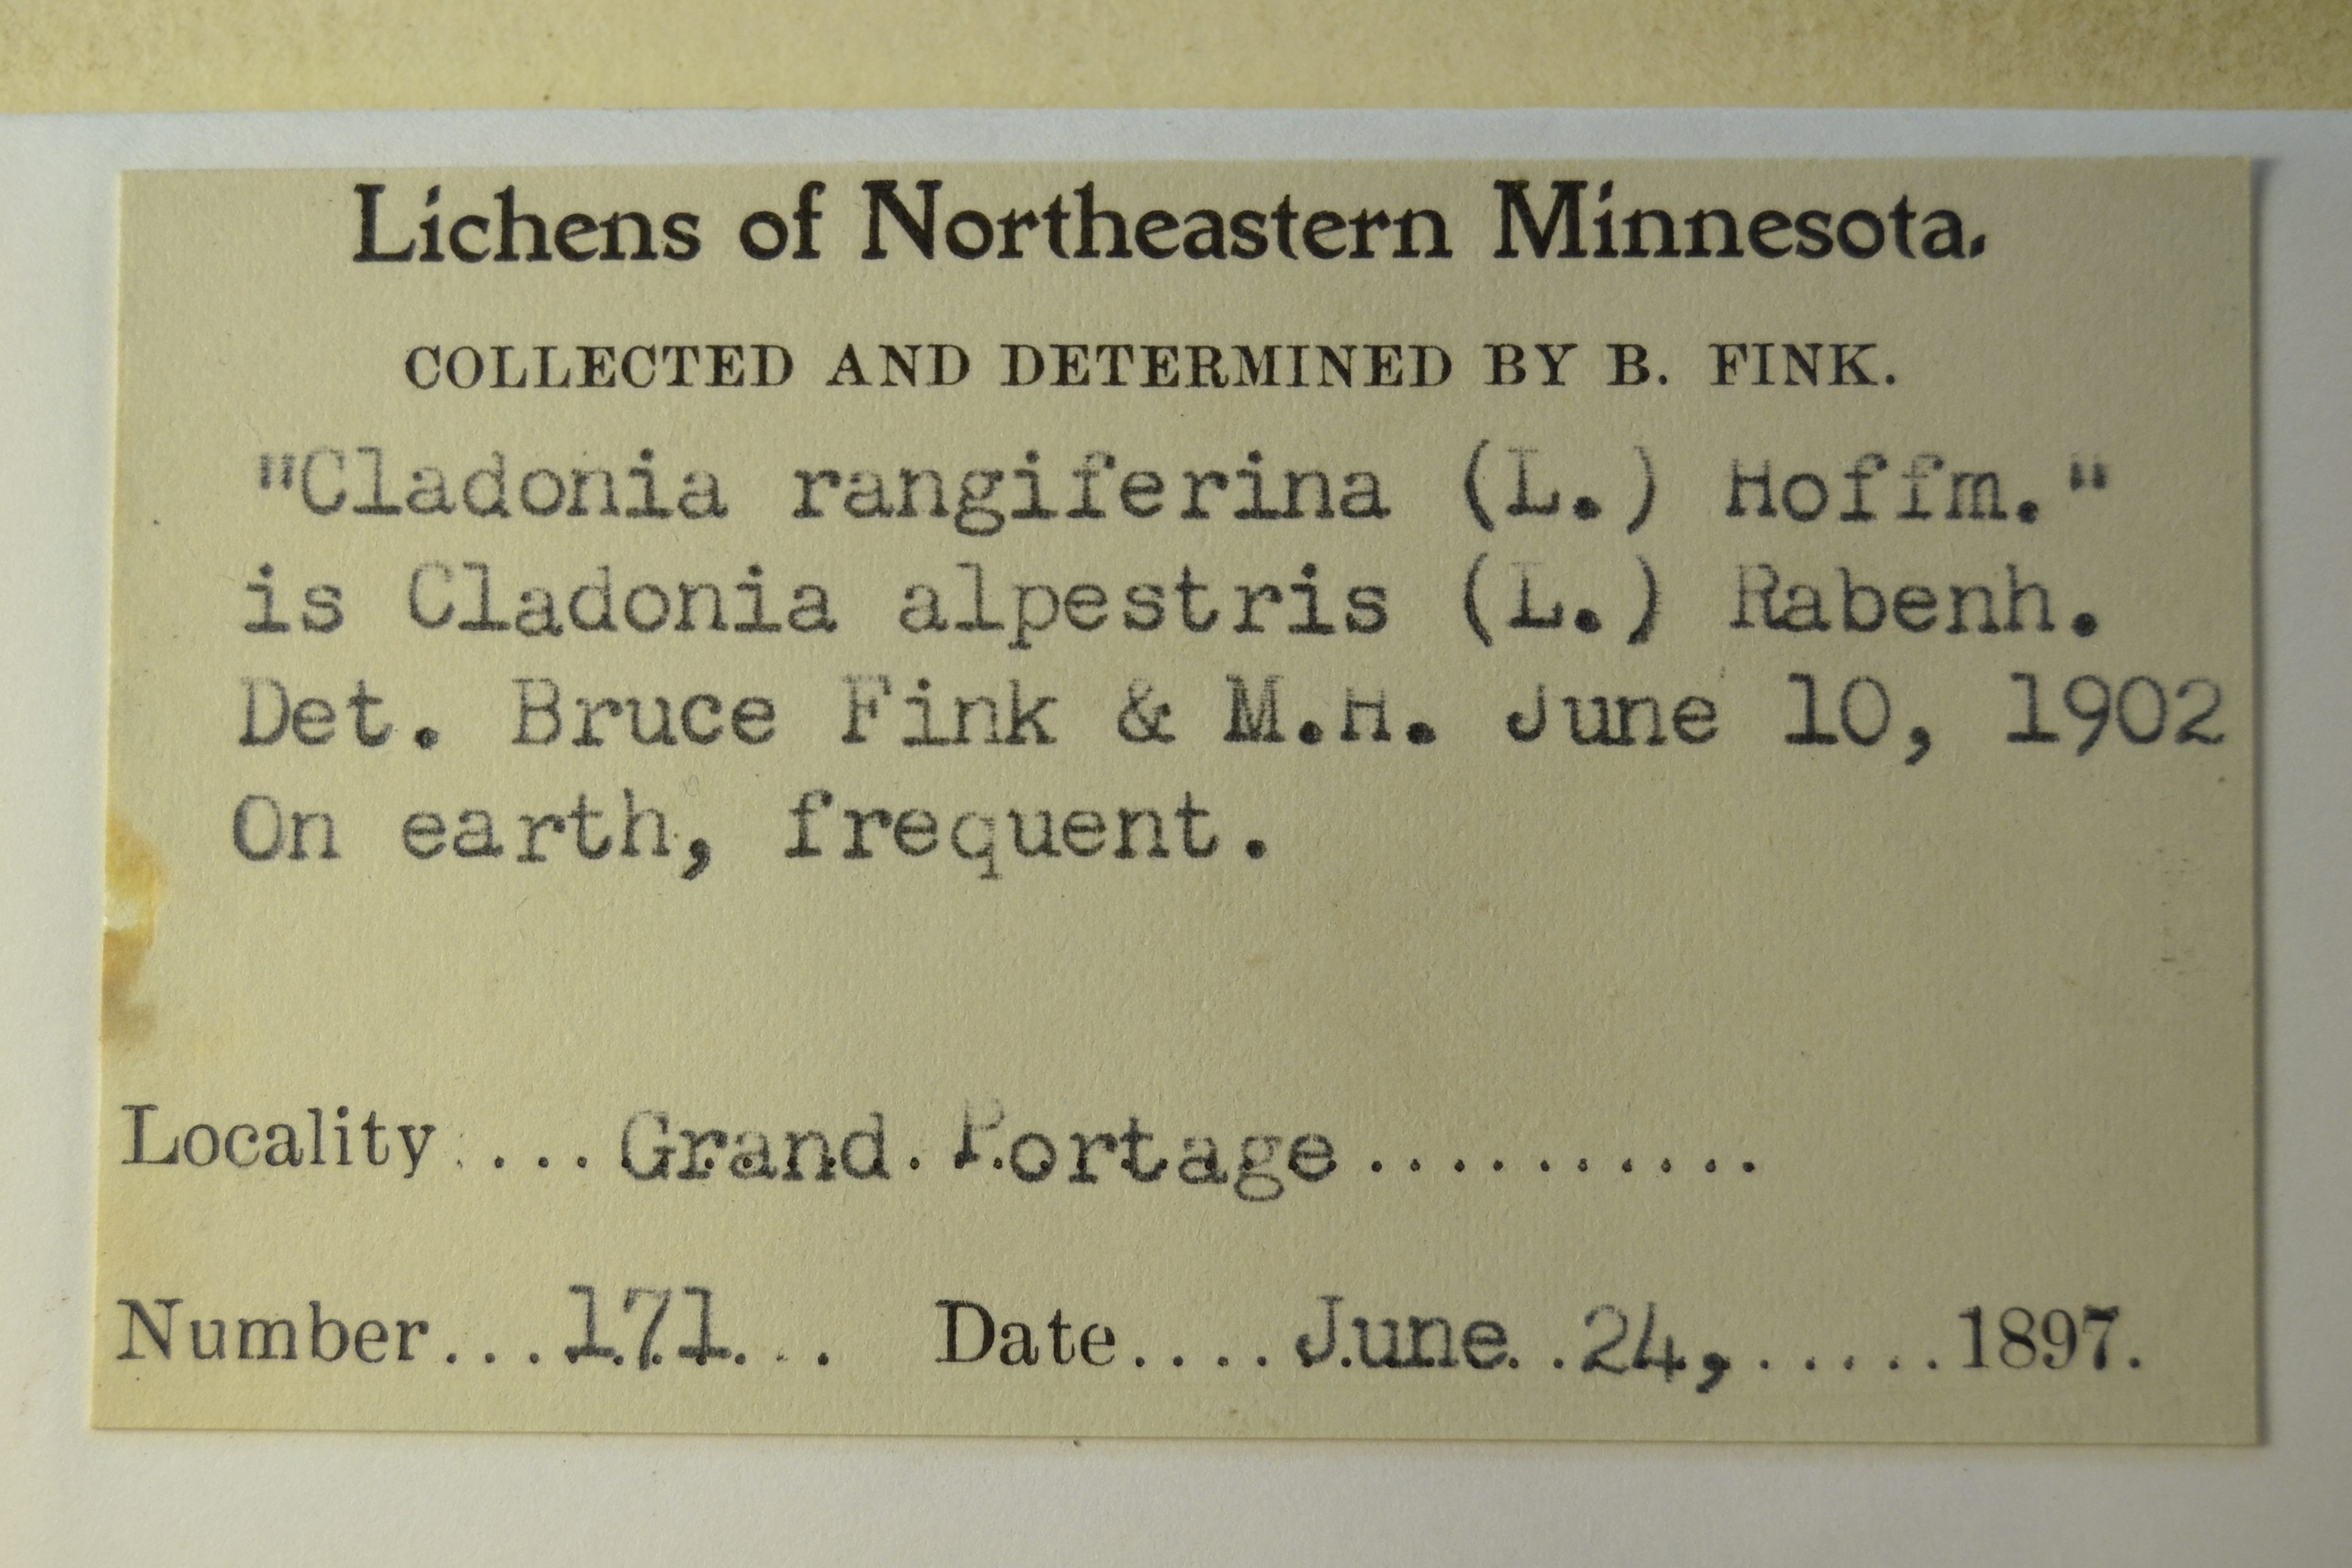 Lichens of Northeastern Minnesota.
COLLECTED AND DETERMINED BY B. FINK.
"Cladonia rangiferina (L.) Hoffm."
is Cladonia alpestris (L.) Rabenh.
Det. Bruce Fink & M.H. June 10, 1902
On earth, frequent.
Locality....Grand.Portage...........
Number...171... Date....June..24,......1897.